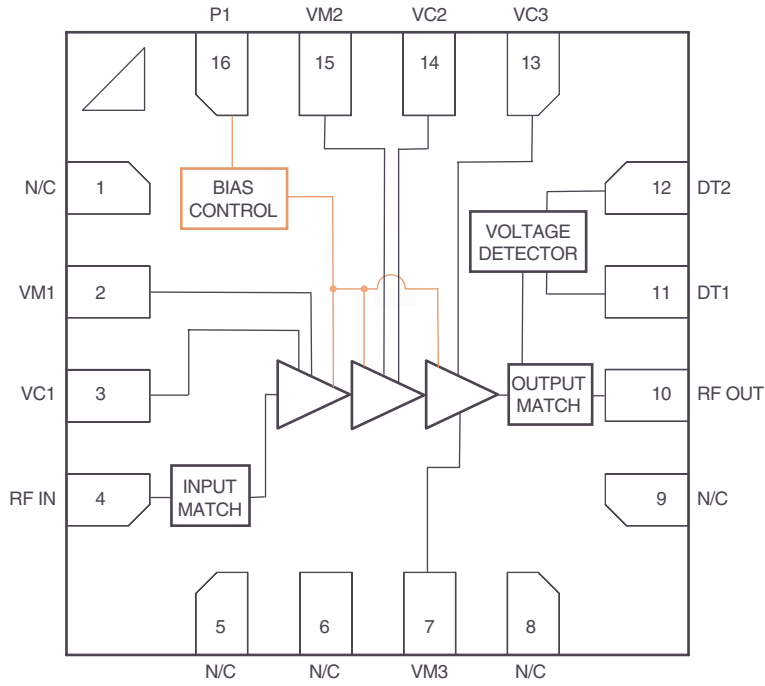 P1 VM2 VC2 VC3
16 15 14 13
N/C 1 BIAS CONTROL 12 DT2
VOLTAGE DETECTOR
VM1 2 11 DT1
VC1 3 OUTPUT MATCH 10 RF OUT
RF IN 4 INPUT MATCH 9 N/C
5 6 7 8
N/C N/C VM3 N/C